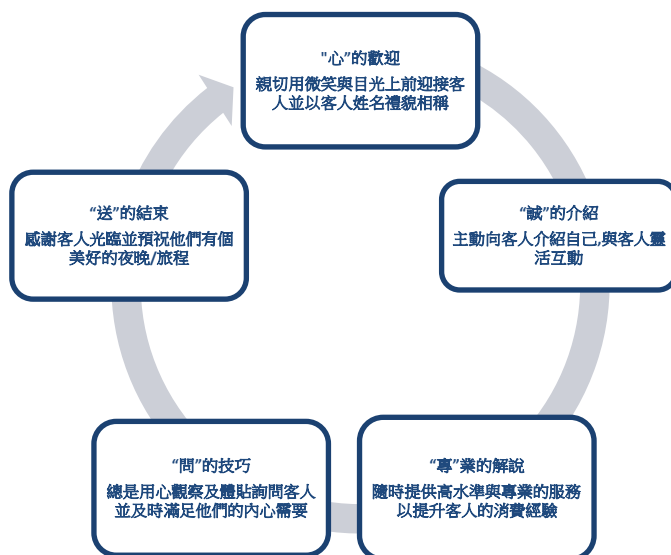 "心"的歡迎
親切用微笑與目光上前迎接客
人並以客人姓名禮貌相稱
“誠”的介紹
主動向客人介紹自己,與客人靈
活互動
“專”業的解說
隨時提供高水準與專業的服務
以提升客人的消費經驗
“問”的技巧
總是用心觀察及體貼詢問客人
並及時滿足他們的內心需要
“送”的結束
感謝客人光臨並預祝他們有個
美好的夜晚/旅程